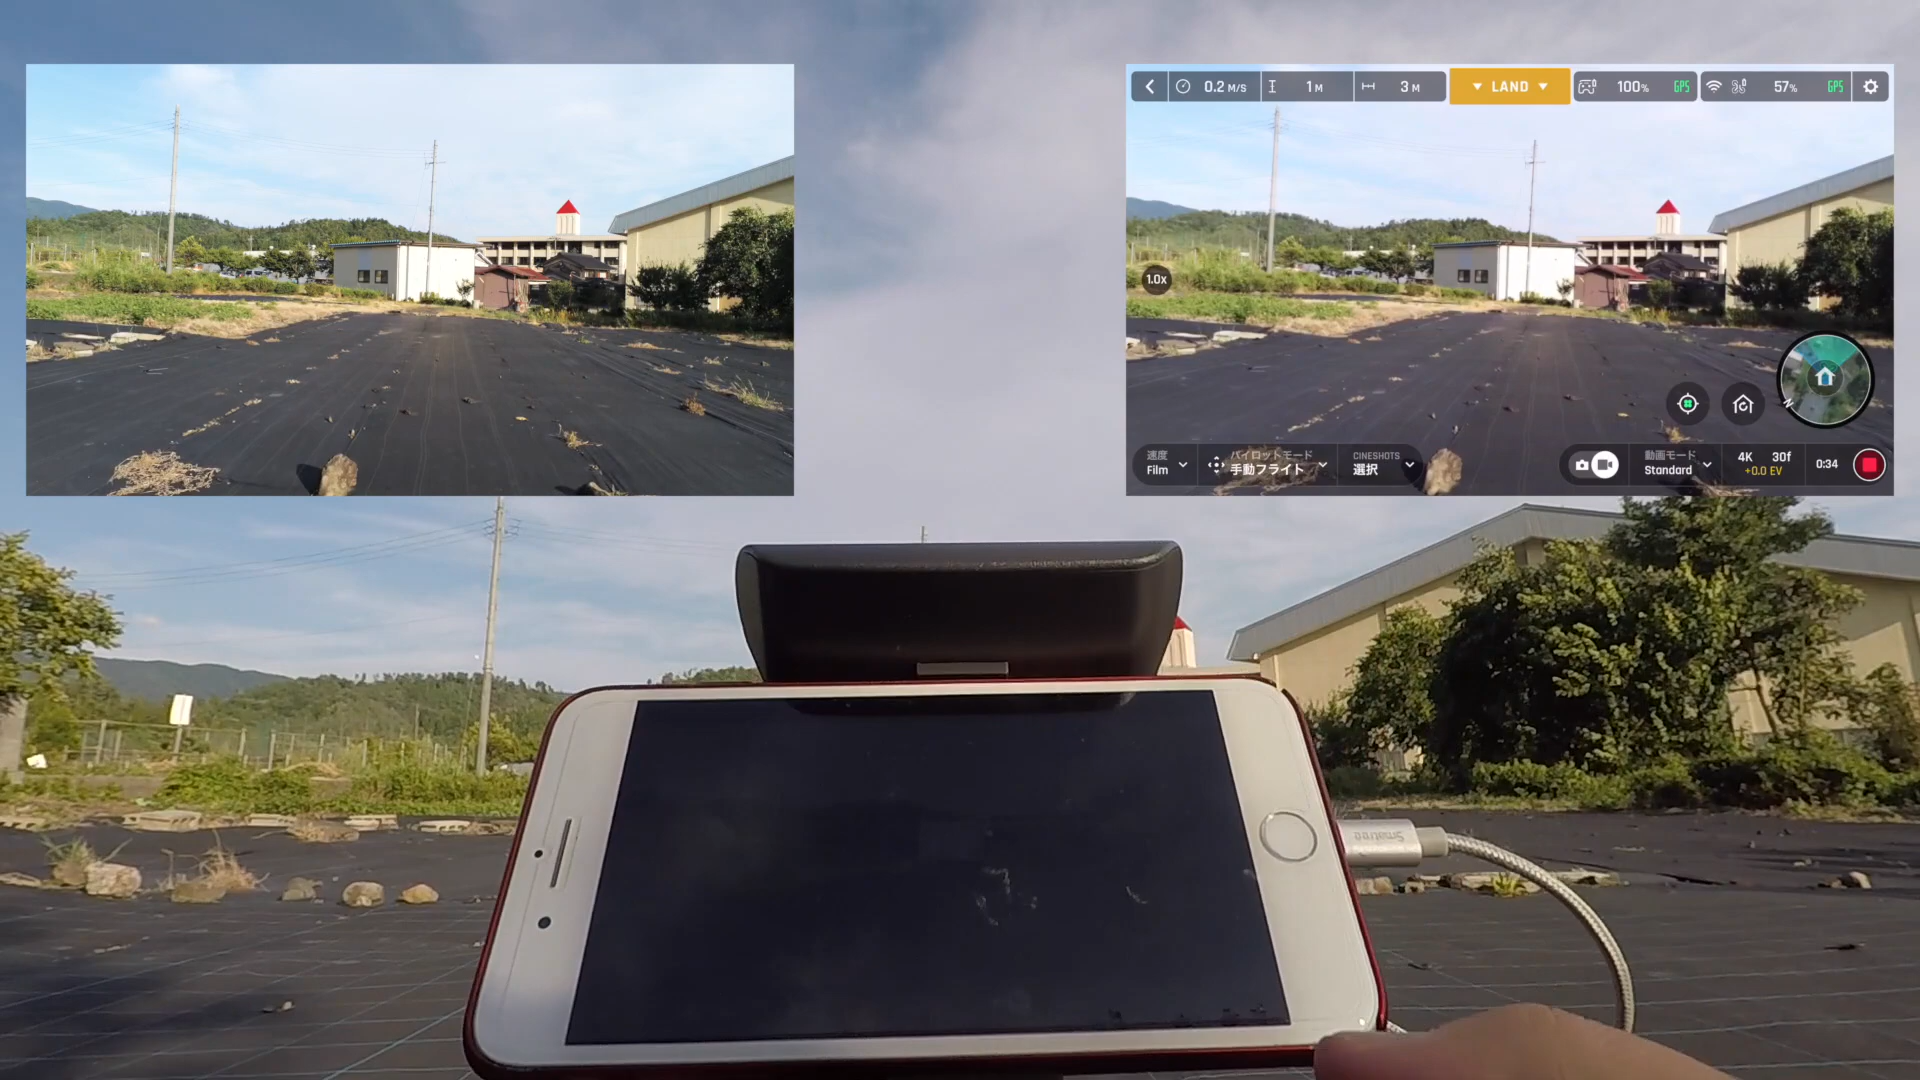 0.2 M/S
1 M
3 M
LAND
100%
GPS
57%
GPS
1.0x
N
速度
Film
パイロットモード
手動フライト
CINESHOTS
選択
動画モード
Standard
4K 30f
+0.0 EV
0:34
Smatree